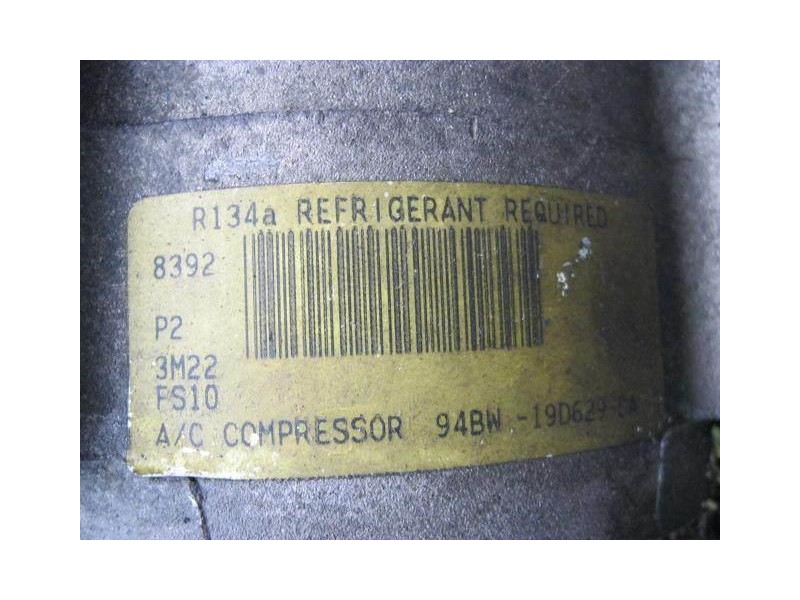 R134a REFRIGERANT REQUIRED
8392
P2
3M22
FS10
A/C COMPRESSOR 94BW -19D629-